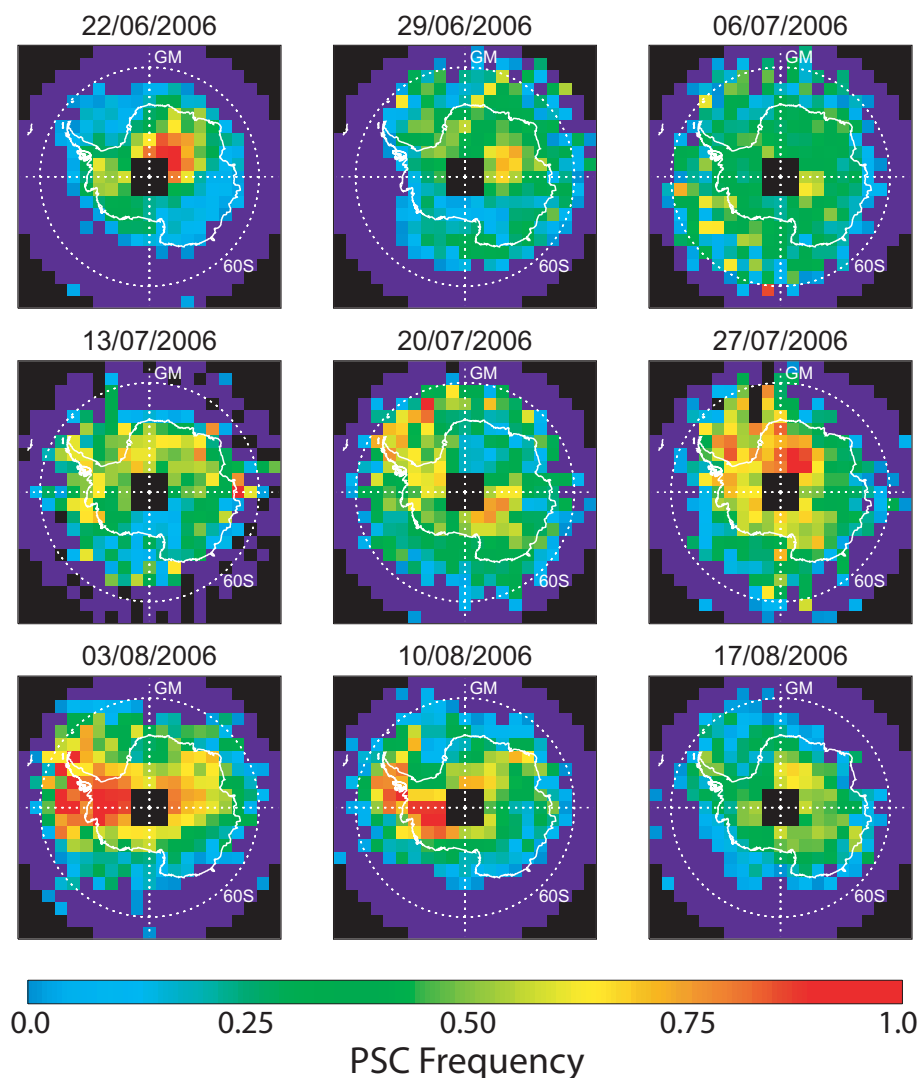 22/06/2006 29/06/2006 06/07/2006
GM GM GM
60S 60S 60S
13/07/2006 20/07/2006 27/07/2006
GM GM GM
60S 60S 60S
03/08/2006 10/08/2006 17/08/2006
GM GM GM
60S 60S 60S
0.0 0.25 0.50 0.75 1.0
PSC Frequency